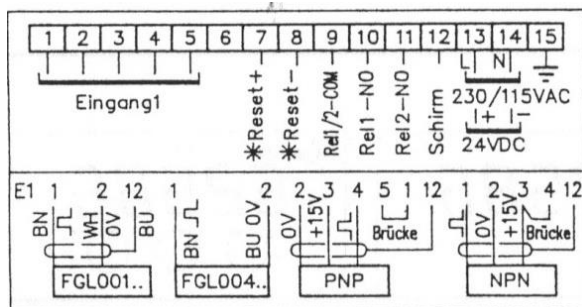 1 2 3 4 5 6 7 8 9 10 11 12 13 14 15
Eingang1
✳Reset+
✳Reset-
Rel1/2-COM
Rel1-NO
Rel2-NO
Schirm
L N
230/115VAC
+ -
24VDC
E1 1 2 12 1 2 2 3 4 5 1 12 1 2 3 4 12
BN
WH
0V
BU
BN
BU 0V
0V
+15V
Brücke
0V
+15V
Brücke
FGL001..
FGL004..
PNP
NPN